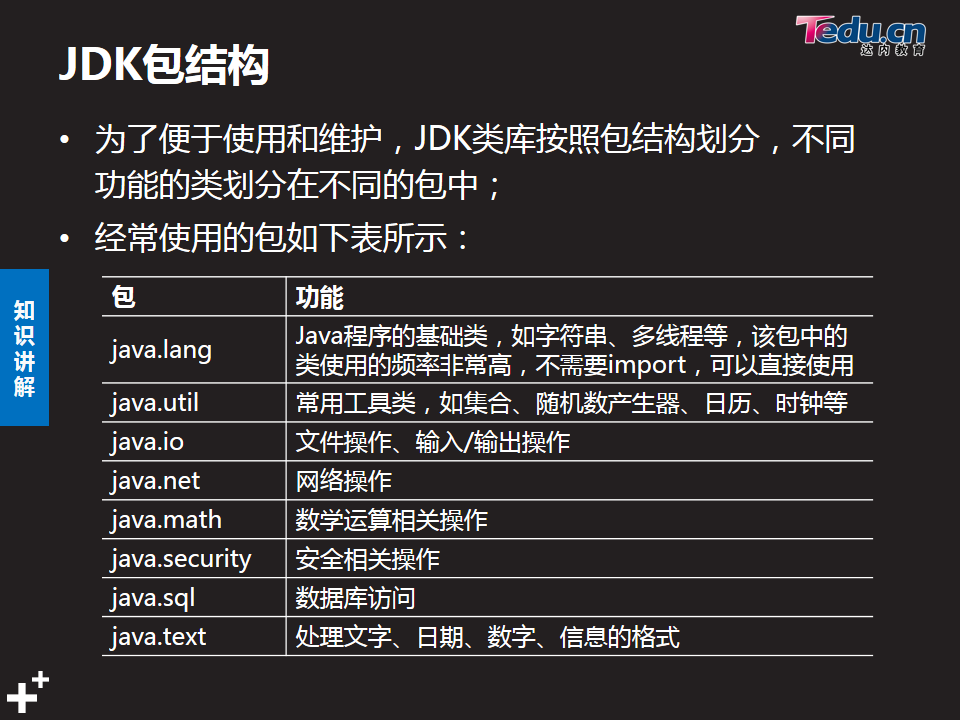 Tedu.cn
达内教育
JDK包结构
• 为了便于使用和维护，JDK类库按照包结构划分，不同
功能的类划分在不同的包中；
• 经常使用的包如下表所示：
知识讲解
包 功能
java.lang Java程序的基础类，如字符串、多线程等，该包中的
类使用的频率非常高，不需要import，可以直接使用
java.util 常用工具类，如集合、随机数产生器、日历、时钟等
java.io 文件操作、输入/输出操作
java.net 网络操作
java.math 数学运算相关操作
java.security 安全相关操作
java.sql 数据库访问
java.text 处理文字、日期、数字、信息的格式